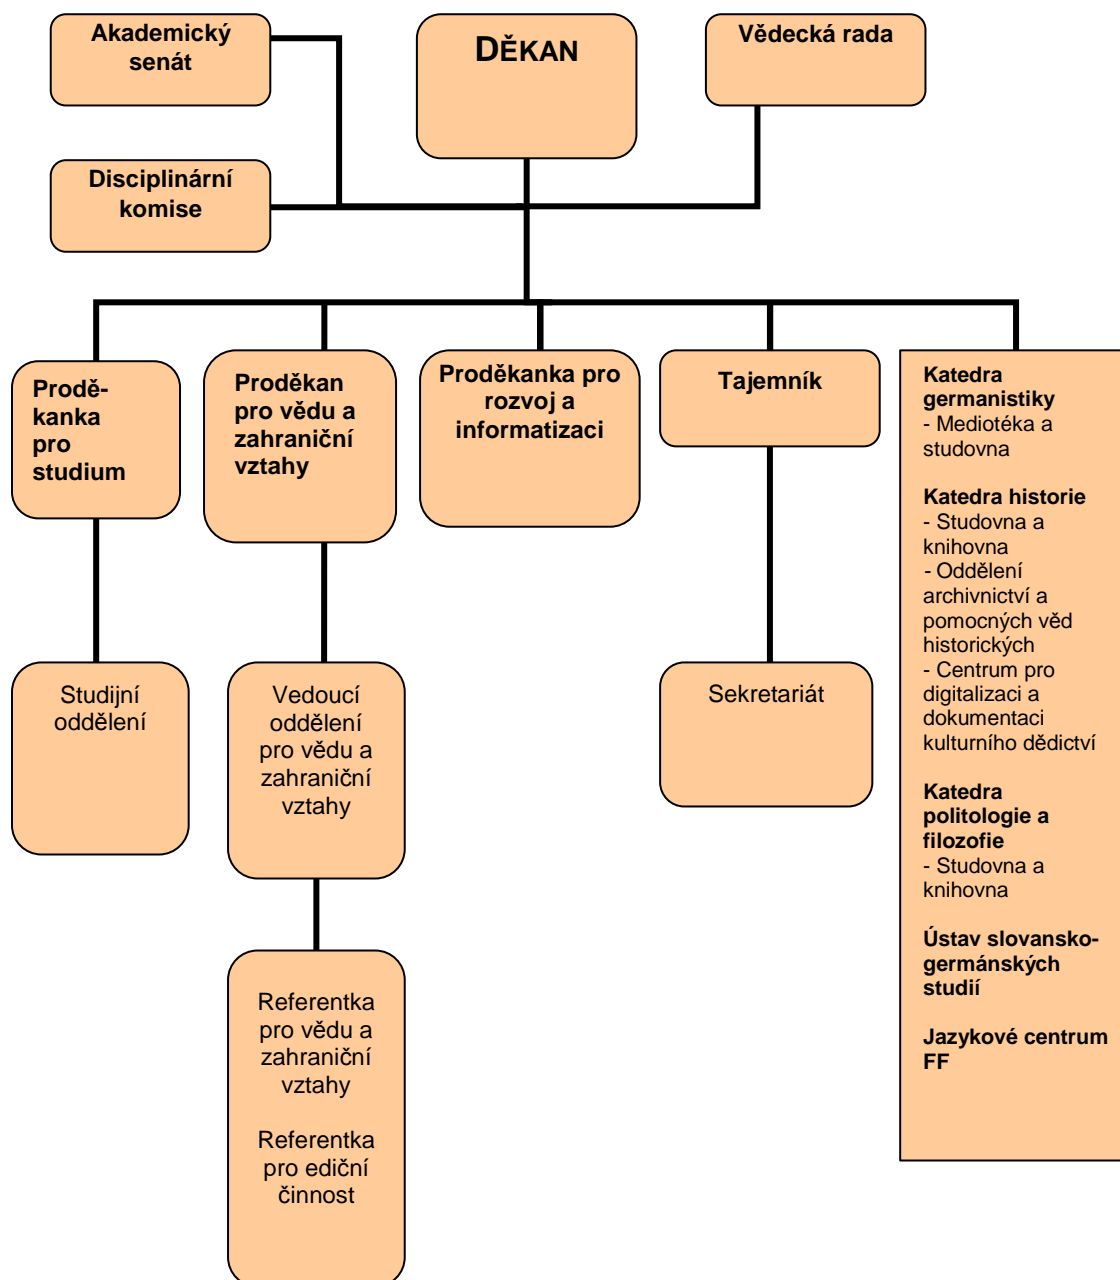 Akademický
senát
DĚKAN
Vědecká rada
Disciplinární
komise
Prodě-
kanka
pro
studium
Proděkan
pro vědu a
zahraniční
vztahy
Proděkanka pro
rozvoj a
informatizaci
Tajemník
Katedra
germanistiky
- Mediotéka a
studovna
Katedra historie
- Studovna a
knihovna
- Oddělení
archivnictví a
pomocných věd
historických
- Centrum pro
digitalizaci a
dokumentaci
kulturního dědictví
Katedra
politologie a
filozofie
- Studovna a
knihovna
Ústav slovansko-
germánských
studií
Jazykové centrum
FF
Studijní
oddělení
Vedoucí
oddělení
pro vědu a
zahraniční
vztahy
Sekretariát
Referentka
pro vědu a
zahraniční
vztahy
Referentka
pro ediční
činnost